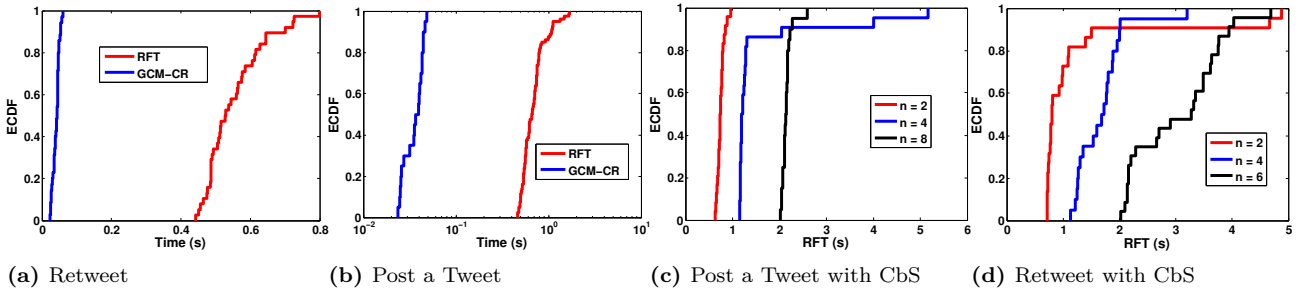 ECDF
1
0.8
0.6
0.4
0.2
0
0 0.2 0.4 0.6 0.8
Time (s)
RFT
GCM-CR
(a) Retweet
ECDF
1
0.8
0.6
0.4
0.2
0
10^-2 10^-1 10^0 10^1
Time (s)
RFT
GCM-CR
(b) Post a Tweet
ECDF
1
0.8
0.6
0.4
0.2
0
0 1 2 3 4 5 6
RFT (s)
n = 2
n = 4
n = 8
(c) Post a Tweet with CbS
ECDF
1
0.8
0.6
0.4
0.2
0
0 1 2 3 4 5
RFT (s)
n = 2
n = 4
n = 6
(d) Retweet with CbS